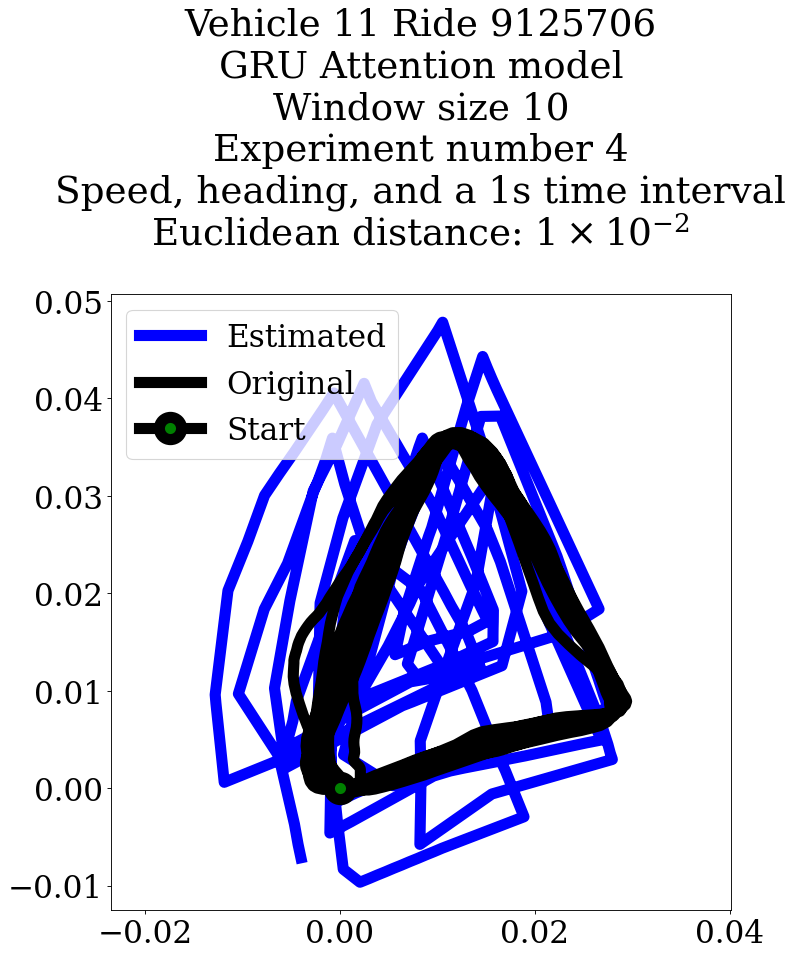 Vehicle 11 Ride 9125706
GRU Attention model
Window size 10
Experiment number 4
Speed, heading, and a 1s time interval
Euclidean distance: 1 × 10⁻²
Estimated
Original
Start
0.05
0.04
0.03
0.02
0.01
0.00
−0.01
−0.02
0.00
0.02
0.04